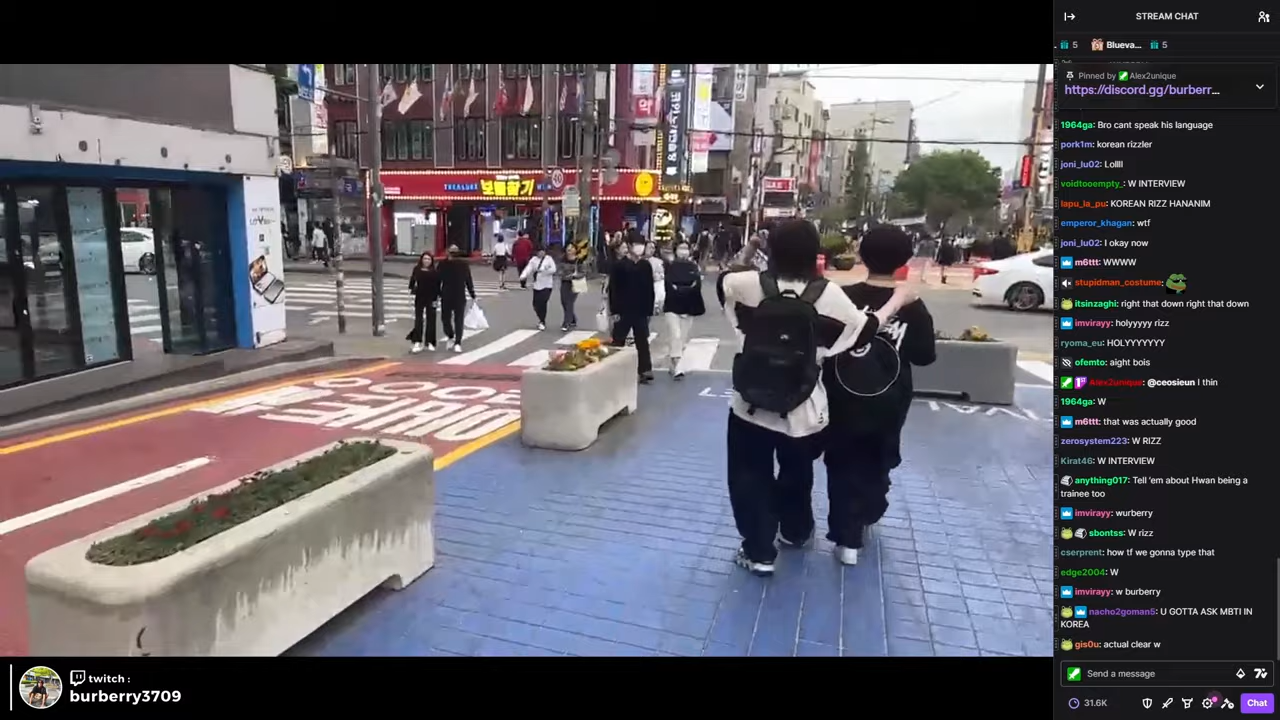 STREAM CHAT
5
Blueva...
5
Pinned by Alex2unique
https://discord.gg/burberr...
1964ga: Bro cant speak his language
pork1m: korean rizzler
joni_lu02: Lollll
voidtooempty_: W INTERVIEW
lapu_la_pu: KOREAN RIZZ HANANIM
emperor_khagan: wtf
joni_lu02: I okay now
m6ttt: WWWW
stupidman_costume:
itsinzaghi: right that down right that down
imvirayy: holyyyyy rizz
ryoma_eu: HOLYYYYYYY
ofemto: aight bois
Alex2unique: @ceosieun I thin
1964ga: W
m6ttt: that was actually good
zerosystem223: W RIZZ
Kirat46: W INTERVIEW
anything017: Tell 'em about Hwan being a
trainee too
imvirayy: wurberry
sbontss: W rizz
cserprent: how tf we gonna type that
edge2004: W
imvirayy: w burberry
nacho2goman5: U GOTTA ASK MBTI IN
KOREA
gis0u: actual clear w
Send a message
31.6K
Chat
TREASURE 보물찾기
twitch :
burberry3709